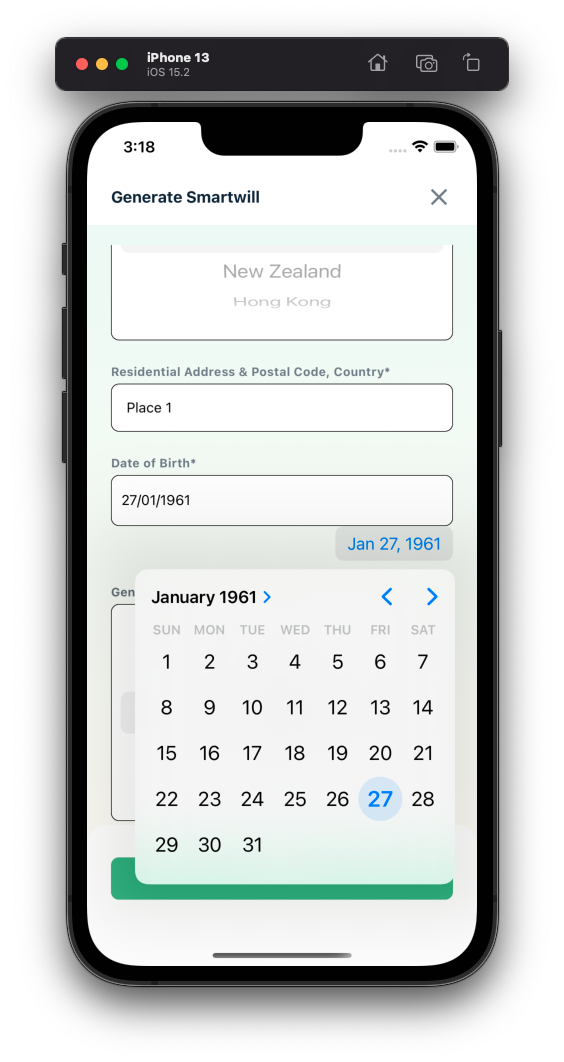 iPhone 13
iOS 15.2
3:18
Generate Smartwill
New Zealand
Hong Kong
Residential Address & Postal Code, Country*
Place 1
Date of Birth*
27/01/1961
Jan 27, 1961
Gen
January 1961
SUN MON TUE WED THU FRI SAT
1 2 3 4 5 6 7
8 9 10 11 12 13 14
15 16 17 18 19 20 21
22 23 24 25 26 27 28
29 30 31